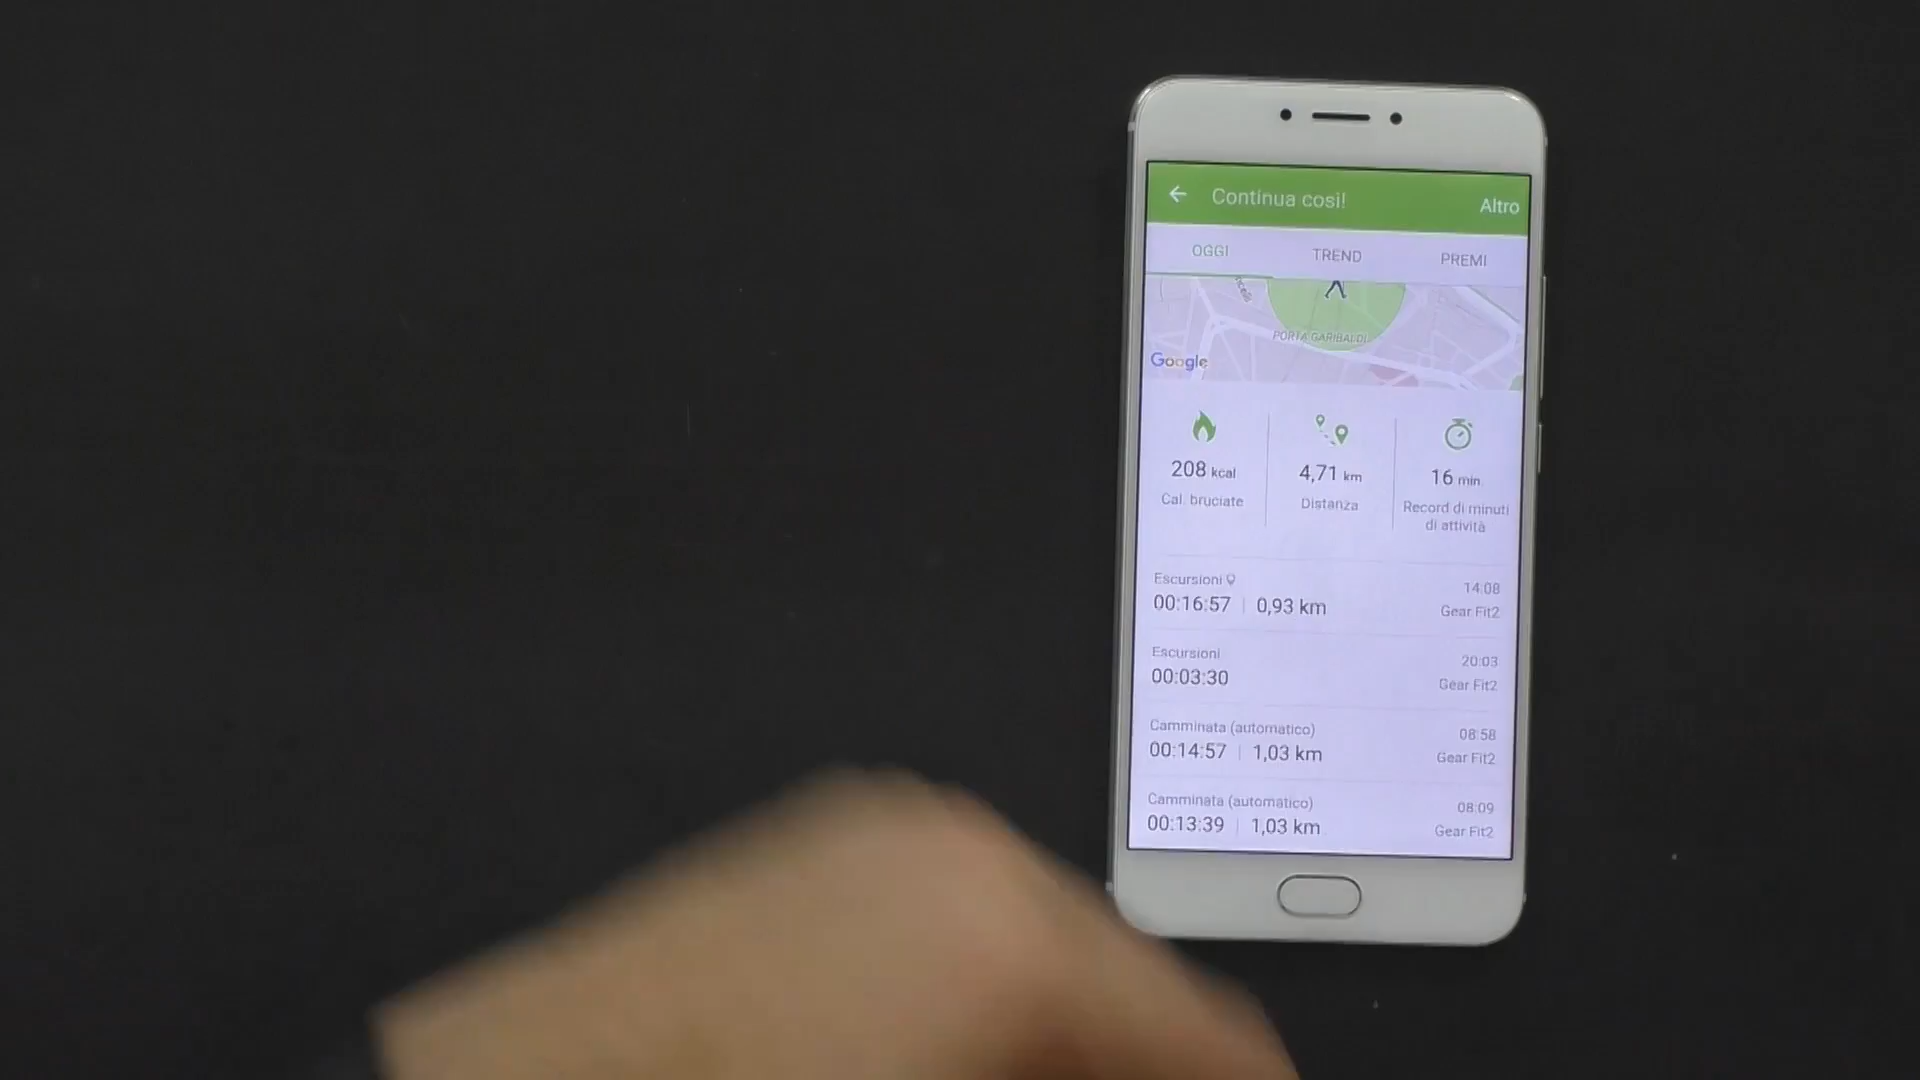 Continua cosi!
Altro
OGGI
TREND
PREMI
PORTA GARIBALDI
Google
208 kcal
Cal. bruciate
4,71 km
Distanza
16 min
Record di minuti
di attività
Escursioni
14:08
00:16:57 | 0,93 km
Gear Fit2
Escursioni
20:03
00:03:30
Gear Fit2
Camminata (automatico)
08:58
00:14:57 | 1,03 km
Gear Fit2
Camminata (automatico)
08:09
00:13:39 | 1,03 km
Gear Fit2